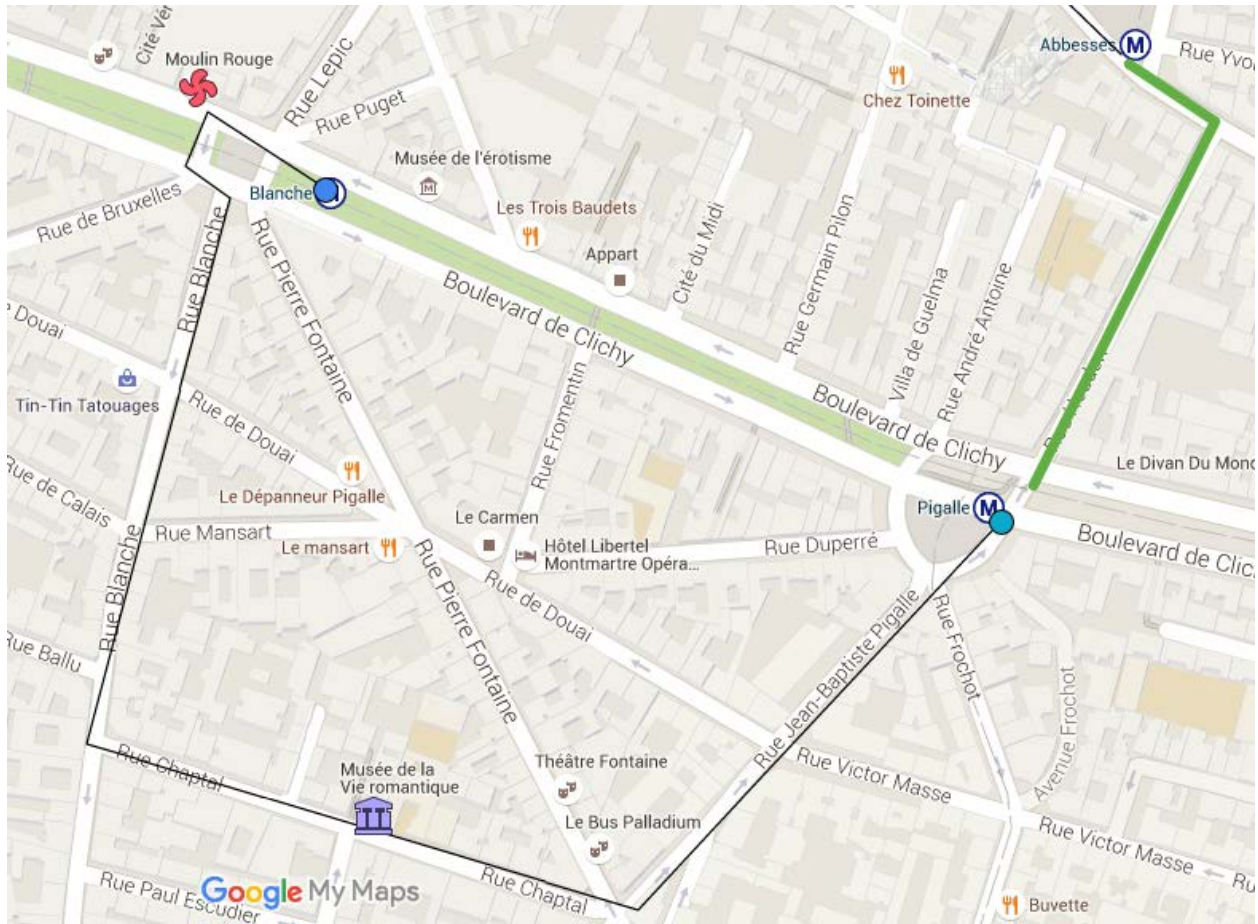 Cité Vér
Moulin Rouge
Rue Lepic
Rue Puget
Abbesses
M
Rue Yvo
Chez Toinette
Musée de l'érotisme
M
Blanche
Rue de Bruxelles
Les Trois Baudets
Appart
Cité du Midi
Rue Germain Pilon
Villa de Guelma
Rue André Antoine
Rue Blanche
Rue Pierre Fontaine
Boulevard de Clichy
e Douai
Tin-Tin Tatouages
Rue de Douai
Rue Fromentin
Boulevard de Clichy
Le Divan Du Mond
Rue de Calais
Le Dépanneur Pigalle
Pigalle
M
Boulevard de Clic
Rue Mansart
Le mansart
Le Carmen
Hôtel Libertel
Montmartre Opéra...
Rue Duperré
Rue Blanche
Rue Pierre Fontaine
Rue de Douai
Rue Jean-Baptiste Pigalle
Rue Frochot
Avenue Frochot
Rue Ballu
Rue Chaptal
Musée de la
Vie romantique
Théâtre Fontaine
Rue Victor Masse
Le Bus Palladium
Rue Victor Masse
Rue Chaptal
Rue Paul Escudier
Google My Maps
Buvette